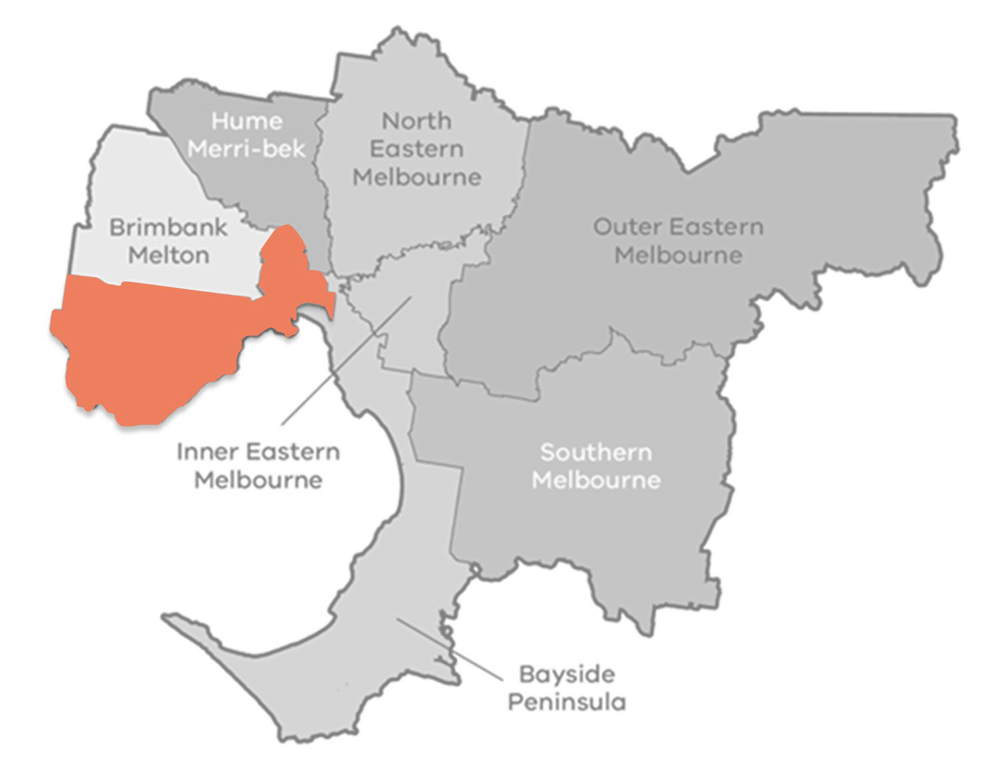 Hume
Merri-bek
North
Eastern
Melbourne
Brimbank
Melton
Outer Eastern
Melbourne
Inner Eastern
Melbourne
Southern
Melbourne
Bayside
Peninsula